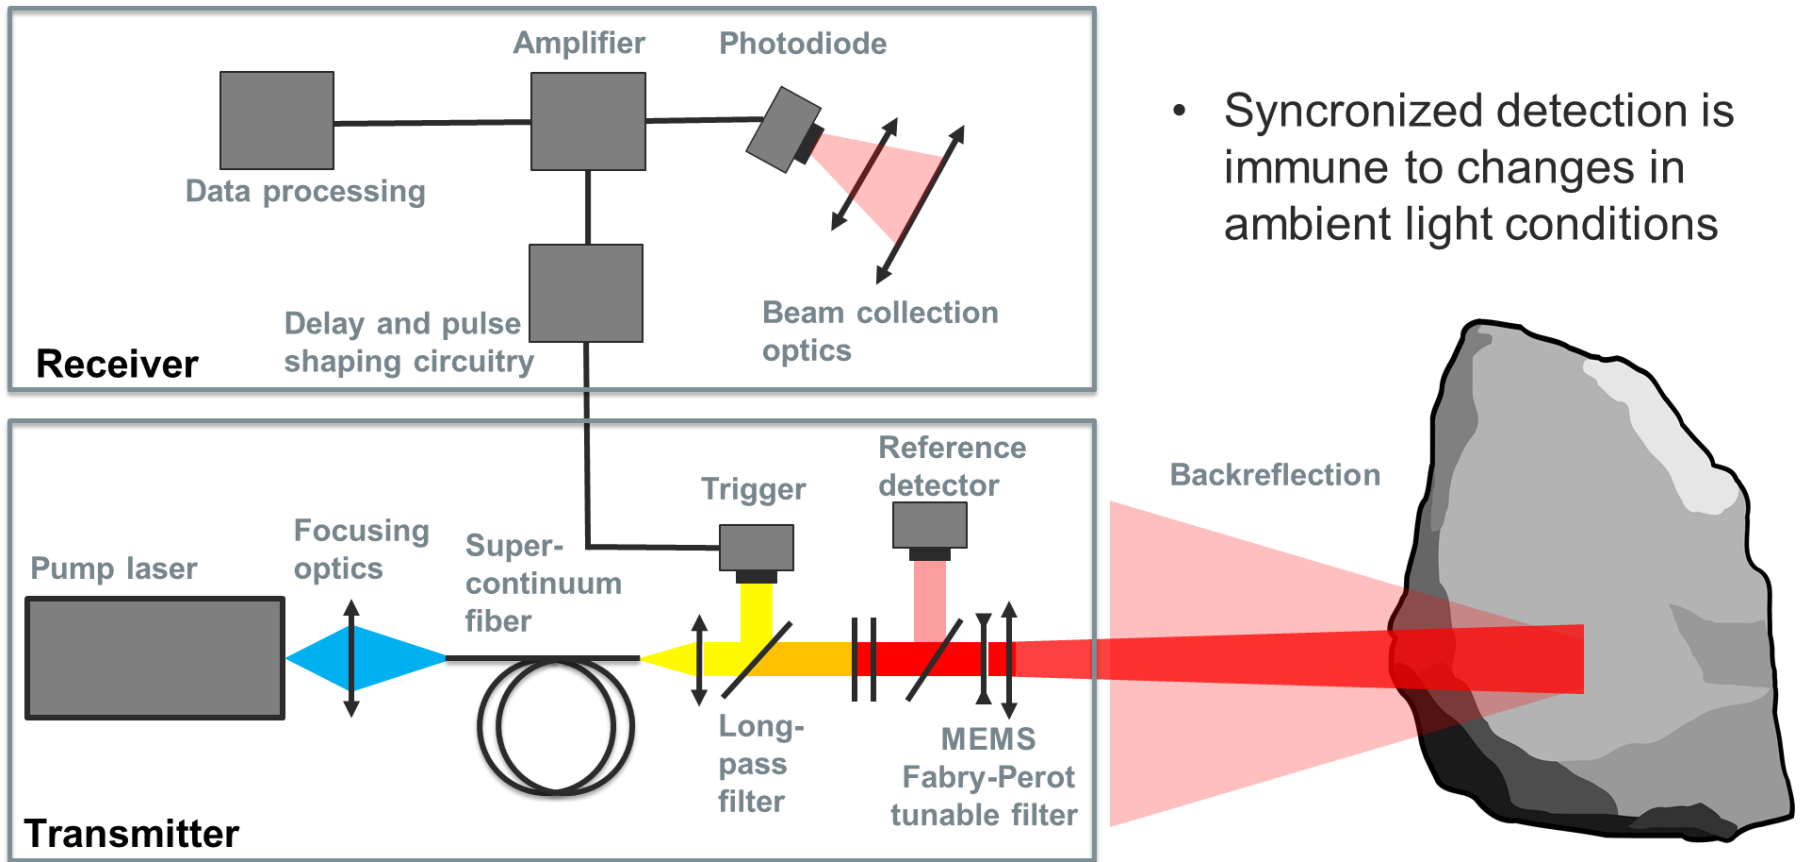 Amplifier
Photodiode
Data processing
Delay and pulse
shaping circuitry
Beam collection
optics
Receiver
• Syncronized detection is
immune to changes in
ambient light conditions
Pump laser
Focusing
optics
Super-
continuum
fiber
Trigger
Reference
detector
Long-
pass
filter
MEMS
Fabry-Perot
tunable filter
Transmitter
Backreflection